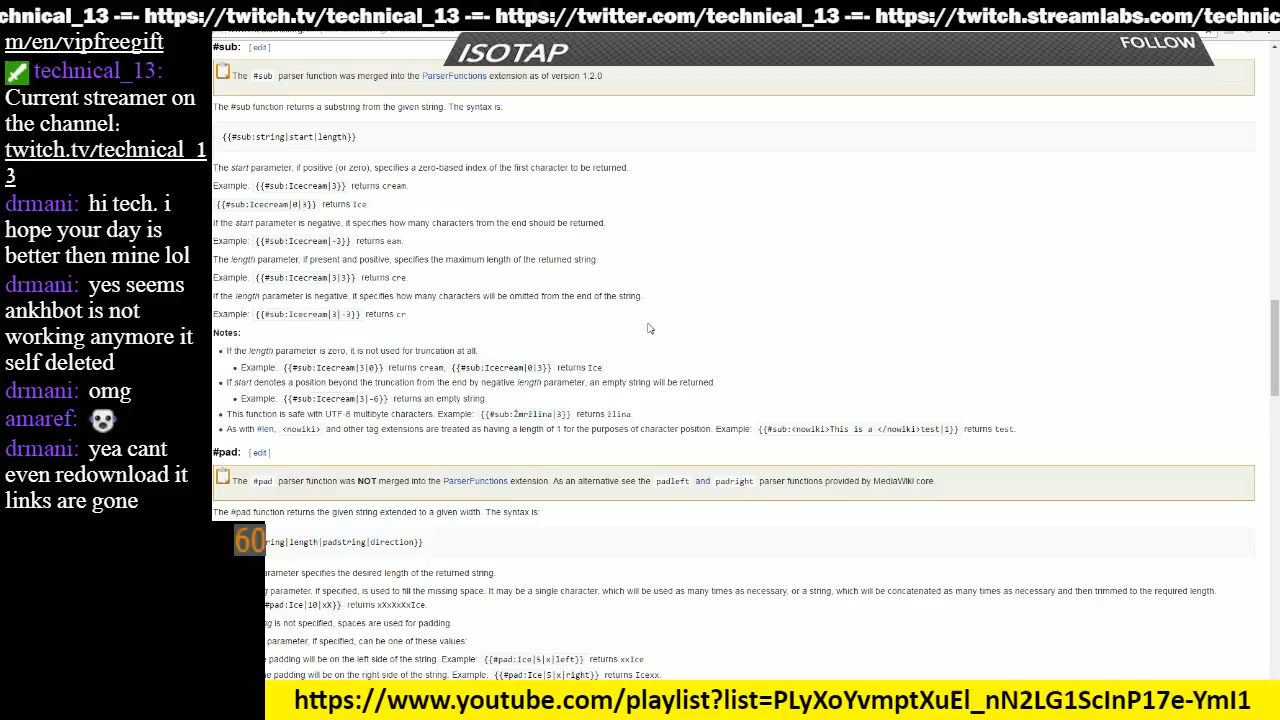 chnical_13 -=- https://twitch.tv/technical_13 -=- https://twitter.com/technical_13 -=- https://twitch.streamlabs.com/technic
m/en/vipfreegift
technical_13:
Current streamer on
the channel:
twitch.tv/technical_1
3
drmani: hi tech. i
hope your day is
better then mine lol
drmani: yes seems
ankhbot is not
working anymore it
self deleted
drmani: omg
amaref:
drmani: yea cant
even redownload it
links are gone
60
ISOTAP
FOLLOW
#sub: [edit]
The #sub parser function was merged into the ParserFunctions extension as of version 1.2.0
The #sub function returns a substring from the given string. The syntax is:
{{#sub:string|start|length}}
The start parameter, if positive (or zero), specifies a zero-based index of the first character to be returned.
Example: {{#sub:Icecream|3}} returns cream.
{{#sub:Icecream|0|3}} returns Ice.
If the start parameter is negative, it specifies how many characters from the end should be returned.
Example: {{#sub:Icecream|-3}} returns eam.
The length parameter, if present and positive, specifies the maximum length of the returned string.
Example: {{#sub:Icecream|3|3}} returns cre.
If the length parameter is negative, it specifies how many characters will be omitted from the end of the string.
Example: {{#sub:Icecream|3|-3}} returns cr.
Notes:
If the length parameter is zero, it is not used for truncation at all.
Example: {{#sub:Icecream|3|0}} returns cream, {{#sub:Icecream|0|3}} returns Ice.
If start denotes a position beyond the truncation from the end by negative length parameter, an empty string will be returned.
Example: {{#sub:Icecream|3|-6}} returns an empty string.
This function is safe with UTF-8 multibyte characters. Example: {{#sub:Žmržlina|3}} returns žlina.
As with #len, <nowiki> and other tag extensions are treated as having a length of 1 for the purposes of character position. Example: {{#sub:<nowiki>This is a </nowiki>test|1}} returns test.
#pad: [edit]
The #pad parser function was NOT merged into the ParserFunctions extension. As an alternative see the padleft and padright parser functions provided by MediaWiki core.
The #pad function returns the given string extended to a given width. The syntax is:
ring|length|padstring|direction}}
arameter specifies the desired length of the returned string.
parameter, if specified, is used to fill the missing space. It may be a single character, which will be used as many times as necessary, or a string, which will be concatenated as many times as necessary and then trimmed to the required length.
#pad:Ice|10|xX}} returns xXxXxXxIce.
is not specified, spaces are used for padding.
parameter, if specified, can be one of these values:
padding will be on the left side of the string. Example: {{#pad:Ice|5|x|left}} returns xxIce
he padding will be on the right side of the string. Example: {{#pad:Ice|5|x|right}} returns Icexx.
https://www.youtube.com/playlist?list=PLyXoYvmptXuEl_nN2LG1ScInP17e-YmI1